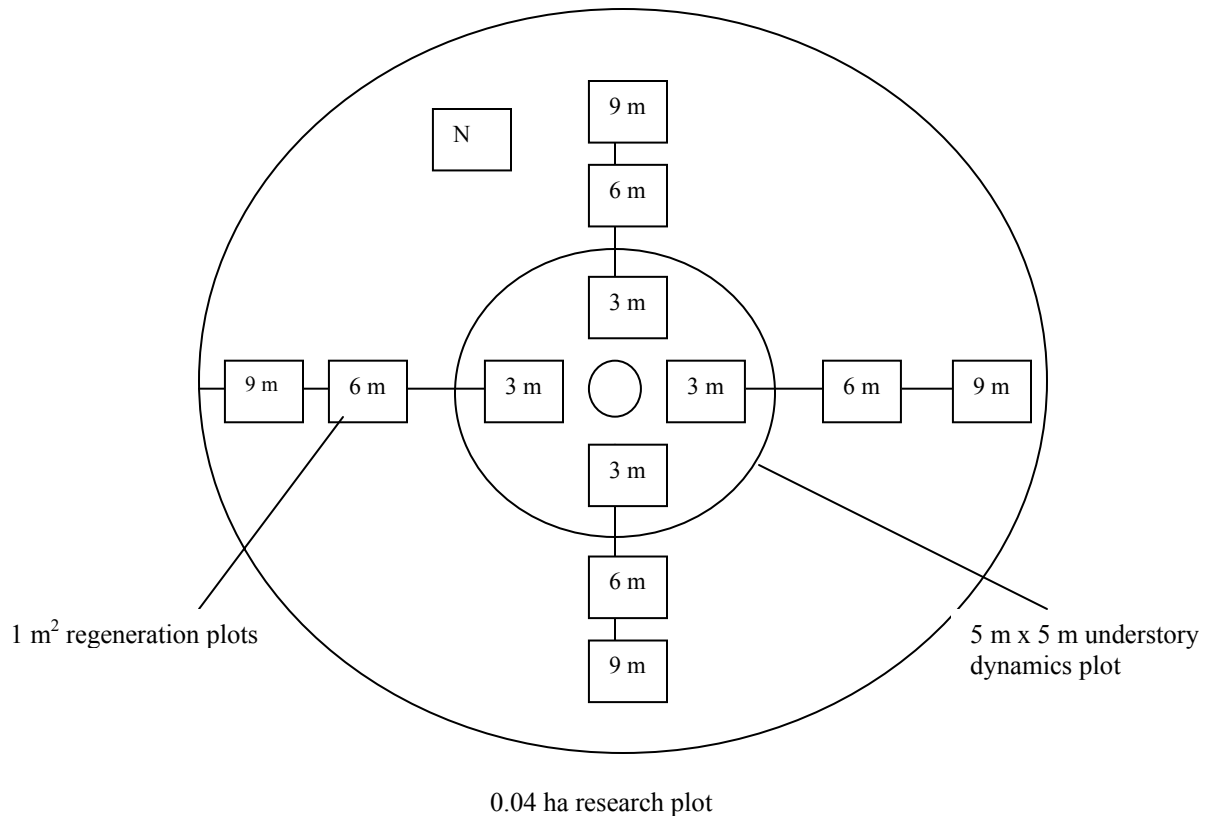 9 m
N
6 m
3 m
9 m 6 m 3 m 3 m 6 m 9 m
3 m
6 m
1 m² regeneration plots
5 m x 5 m understory
dynamics plot
9 m
0.04 ha research plot